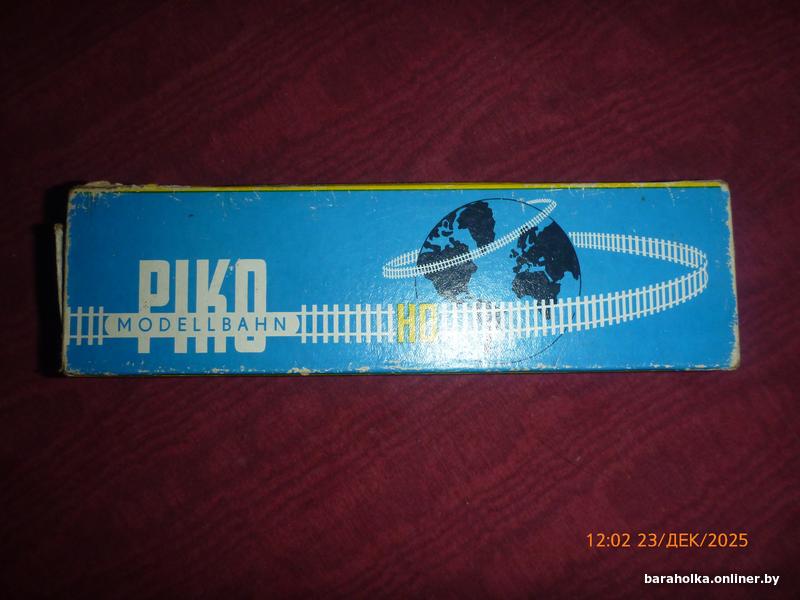 PIKO
MODELLBAHN
HO
12:02 23/ДЕК/2025
baraholka.onliner.by